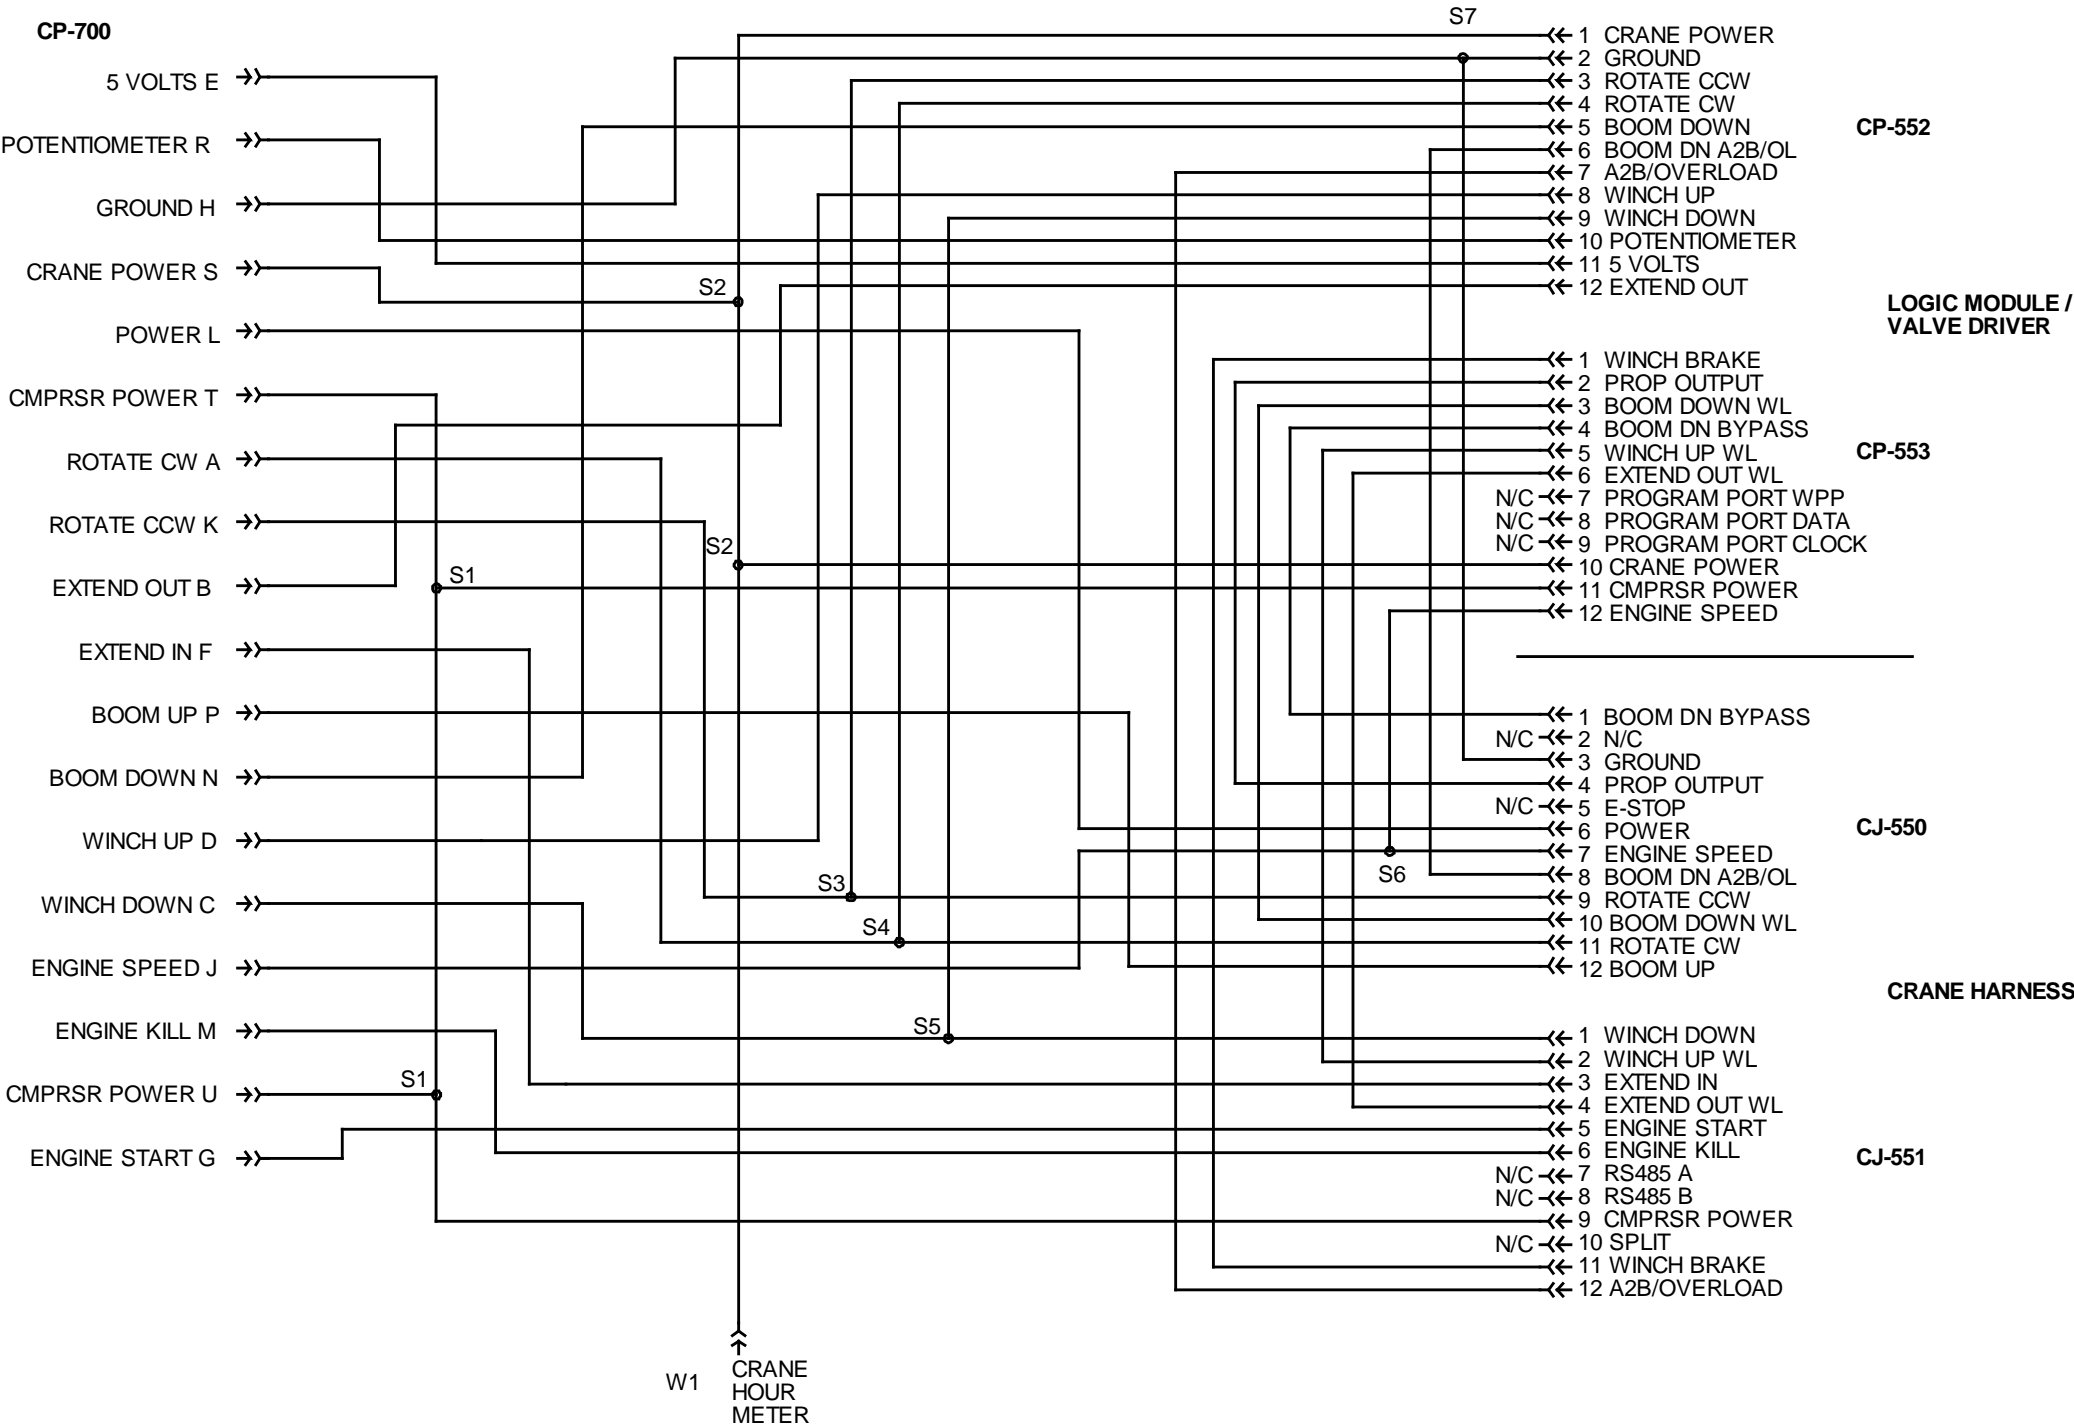 CP-700
5 VOLTS E
POTENTIOMETER R
GROUND H
CRANE POWER S
POWER L
CMPRSR POWER T
ROTATE CW A
ROTATE CCW K
EXTEND OUT B
EXTEND IN F
BOOM UP P
BOOM DOWN N
WINCH UP D
WINCH DOWN C
ENGINE SPEED J
ENGINE KILL M
CMPRSR POWER U
ENGINE START G
S1
S1
S2
S2
S3
S4
S5
S6
S7
W1
CRANE
HOUR
METER
1 CRANE POWER
2 GROUND
3 ROTATE CCW
4 ROTATE CW
5 BOOM DOWN
6 BOOM DN A2B/OL
7 A2B/OVERLOAD
8 WINCH UP
9 WINCH DOWN
10 POTENTIOMETER
11 5 VOLTS
12 EXTEND OUT
CP-552
LOGIC MODULE /
VALVE DRIVER
1 WINCH BRAKE
2 PROP OUTPUT
3 BOOM DOWN WL
4 BOOM DN BYPASS
5 WINCH UP WL
6 EXTEND OUT WL
N/C 7 PROGRAM PORT WPP
N/C 8 PROGRAM PORT DATA
N/C 9 PROGRAM PORT CLOCK
10 CRANE POWER
11 CMPRSR POWER
12 ENGINE SPEED
CP-553
1 BOOM DN BYPASS
N/C 2 N/C
3 GROUND
4 PROP OUTPUT
N/C 5 E-STOP
6 POWER
7 ENGINE SPEED
8 BOOM DN A2B/OL
9 ROTATE CCW
10 BOOM DOWN WL
11 ROTATE CW
12 BOOM UP
CJ-550
CRANE HARNESS
1 WINCH DOWN
2 WINCH UP WL
3 EXTEND IN
4 EXTEND OUT WL
5 ENGINE START
6 ENGINE KILL
N/C 7 RS485 A
N/C 8 RS485 B
9 CMPRSR POWER
N/C 10 SPLIT
11 WINCH BRAKE
12 A2B/OVERLOAD
CJ-551